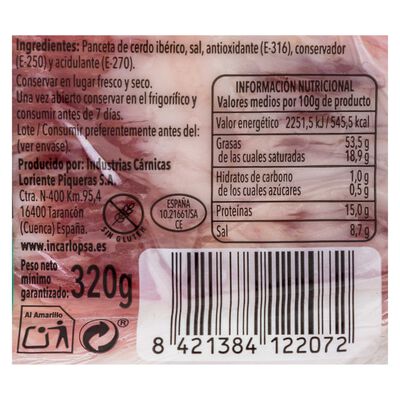 Ingredientes: Panceta de cerdo ibérico, sal, antioxidante (E-316), conservador
(E-250) y acidulante (E-270).
Conservar en lugar fresco y seco.
Una vez abierto conservar en el frigorífico y
consumir antes de 7 días.
Lote / Consumir preferentemente antes del:
(ver envase).
Producido por: Industrias Cárnicas
Loriente Piqueras S.A.
Ctra. N-400 Km.95,4
16400 Tarancón
(Cuenca) España.
www.incarlopsa.es
SIN GLUTEN
ESPAÑA
10.21661/SA
CE
Peso neto
mínimo
garantizado: 320g
Al Amarillo
®
INFORMACIÓN NUTRICIONAL
Valores medios por 100g de producto
Valor energético 2251,5 kJ / 545,5 kcal
Grasas 53,5 g
de las cuales saturadas 18,9 g
Hidratos de carbono 1,0 g
de los cuales azúcares 0,5 g
Proteínas 15,0 g
Sal 8,7 g
8 421384 122072